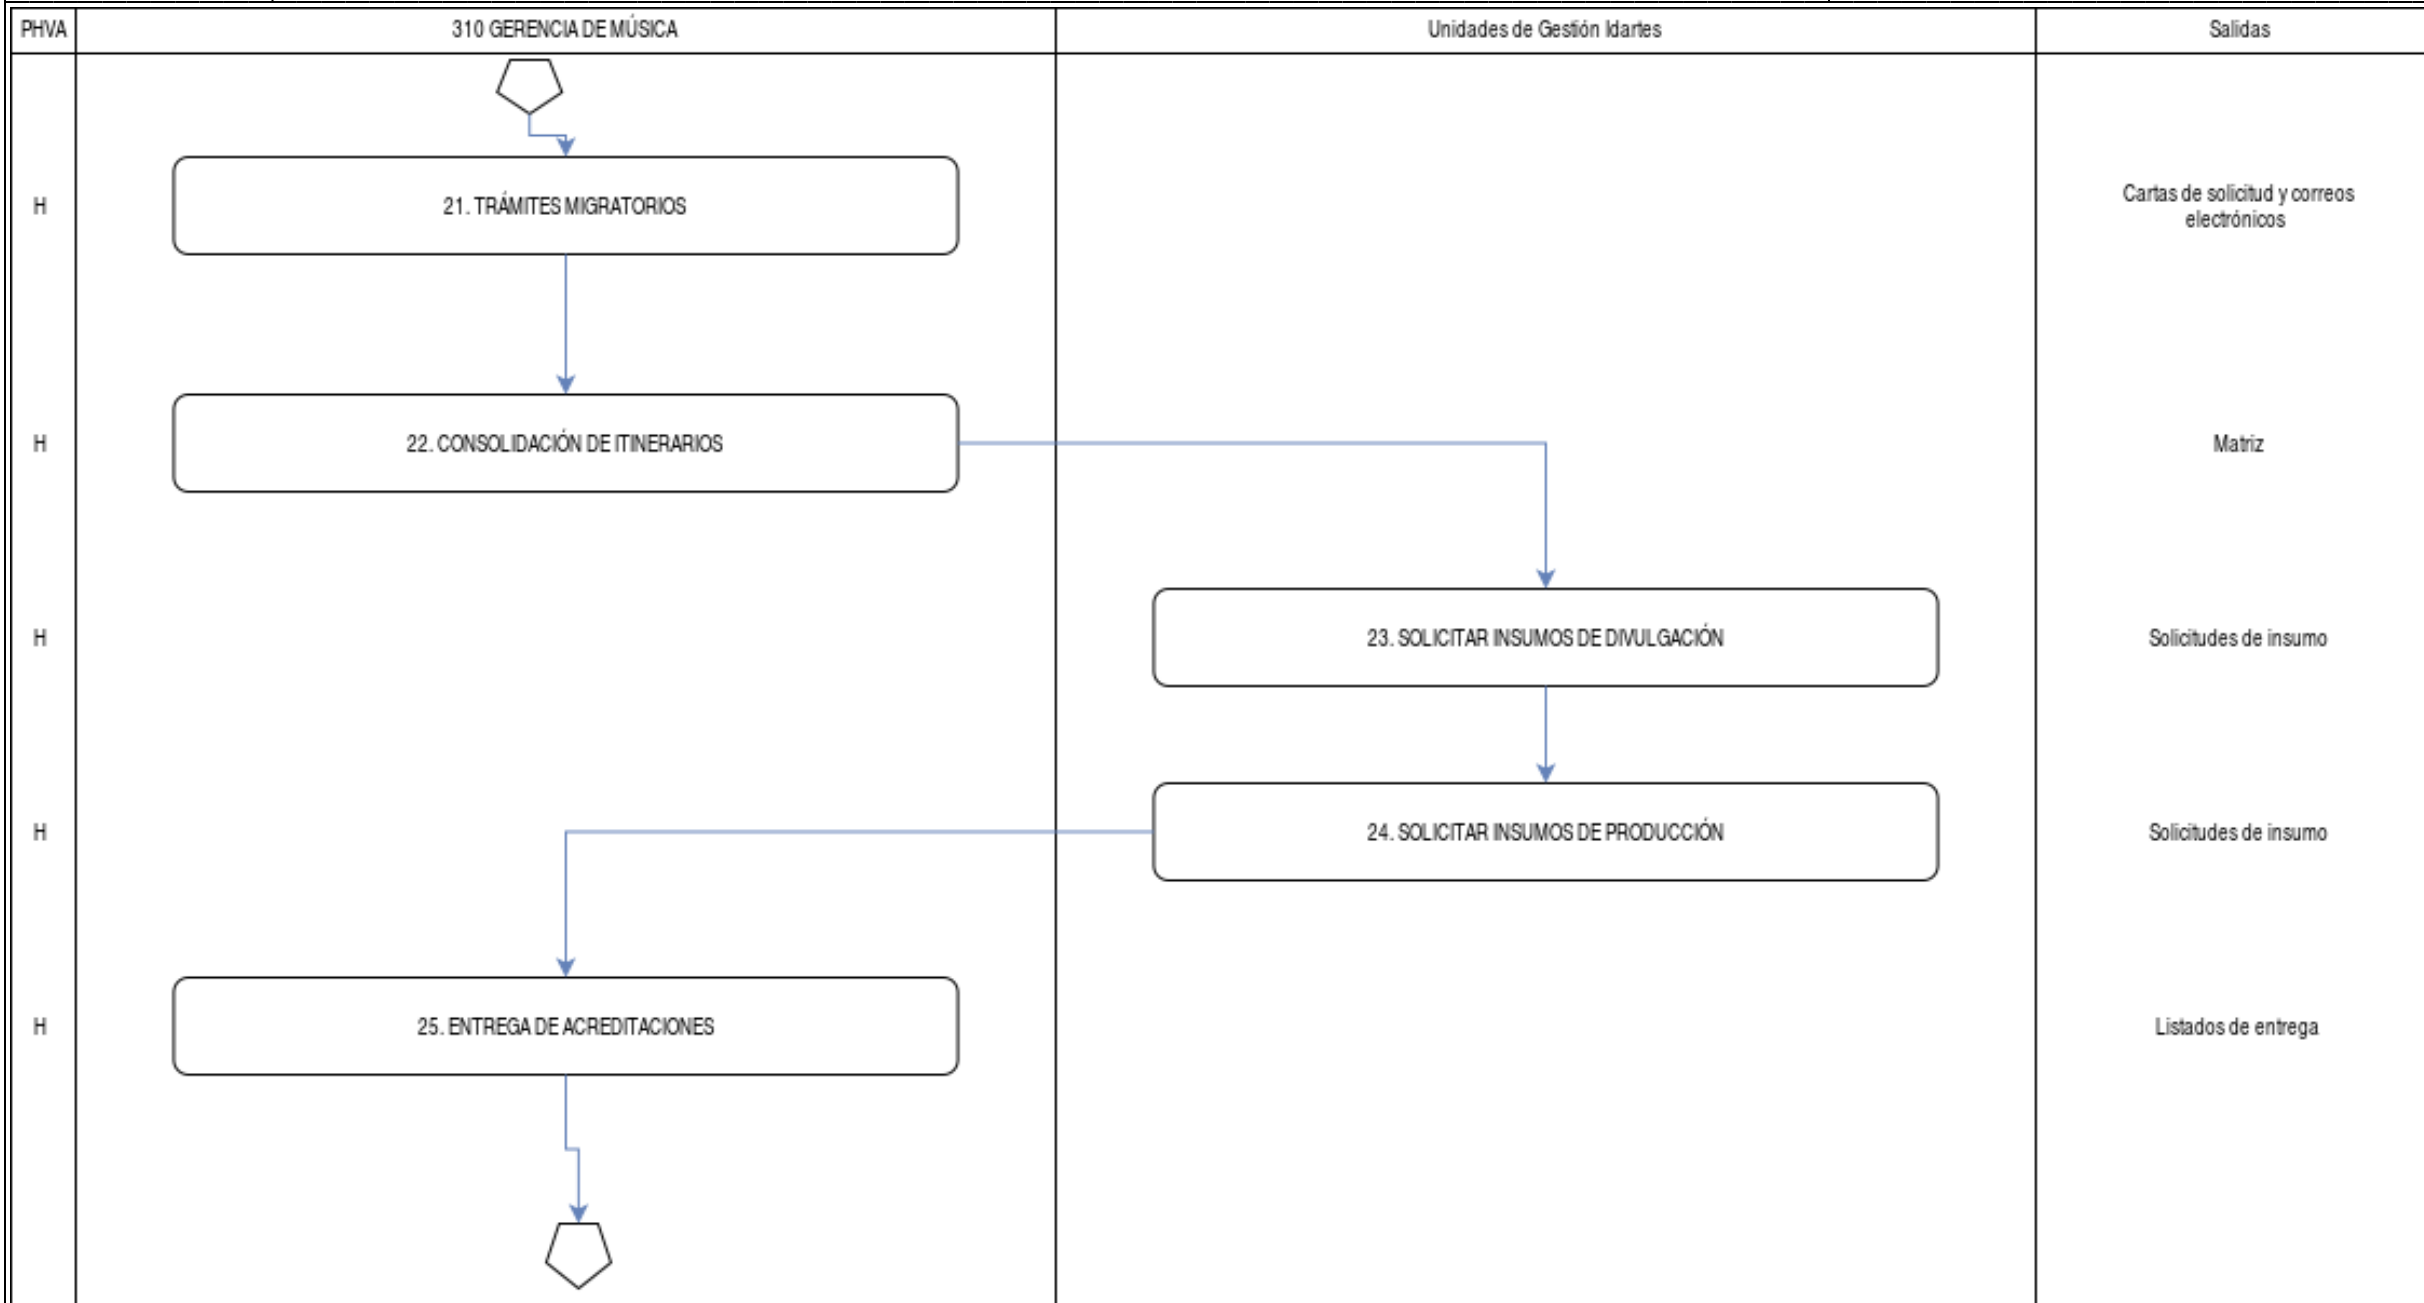 PHVA
310 GERENCIA DE MÚSICA
Unidades de Gestión Idartes
Salidas
H
21. TRÁMITES MIGRATORIOS
Cartas de solicitud y correos
electrónicos
H
22. CONSOLIDACIÓN DE ITINERARIOS
Matriz
H
23. SOLICITAR INSUMOS DE DIVULGACIÓN
Solicitudes de insumo
H
24. SOLICITAR INSUMOS DE PRODUCCIÓN
Solicitudes de insumo
H
25. ENTREGA DE ACREDITACIONES
Listados de entrega